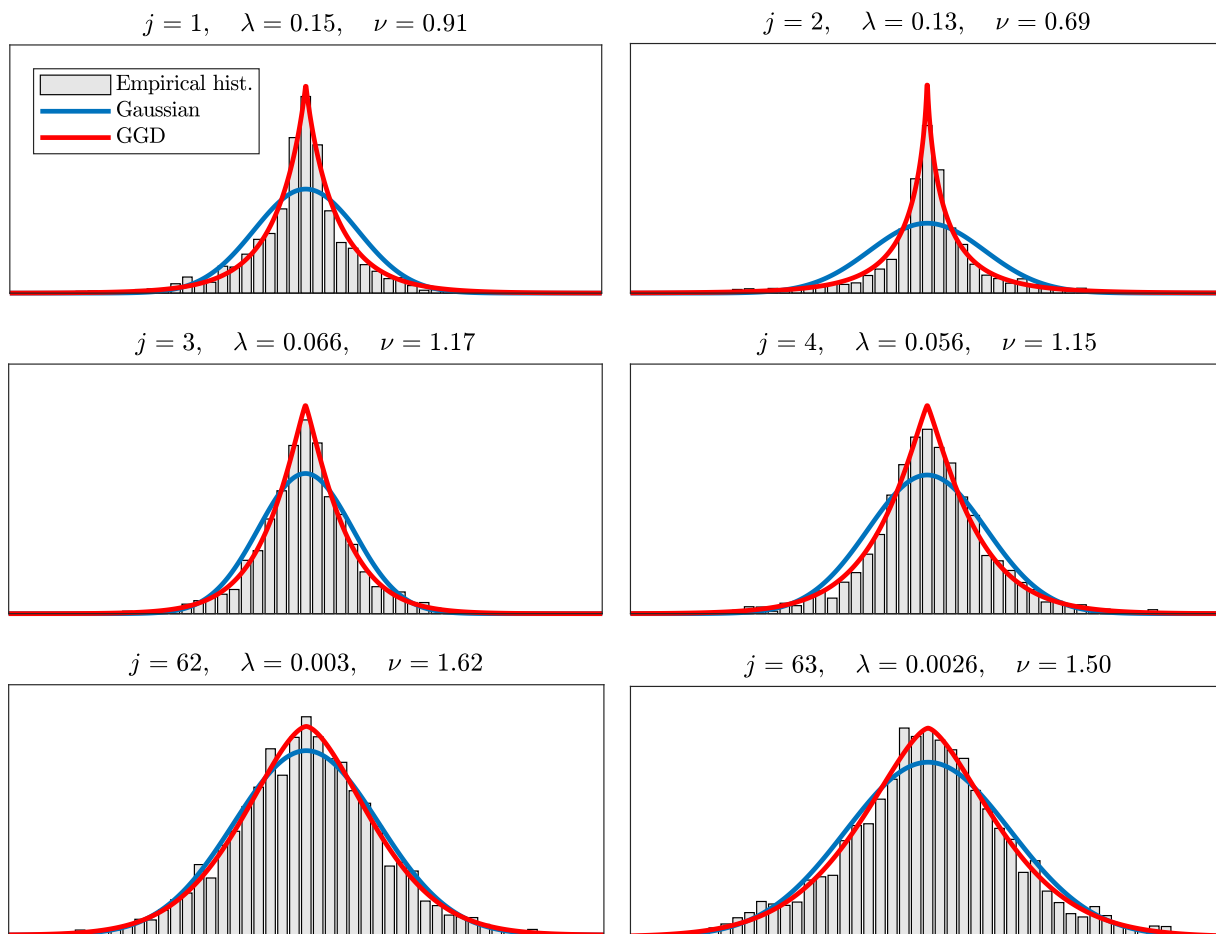 j = 1, λ = 0.15, ν = 0.91
j = 2, λ = 0.13, ν = 0.69
Empirical hist.
Gaussian
GGD
j = 3, λ = 0.066, ν = 1.17
j = 4, λ = 0.056, ν = 1.15
j = 62, λ = 0.003, ν = 1.62
j = 63, λ = 0.0026, ν = 1.50